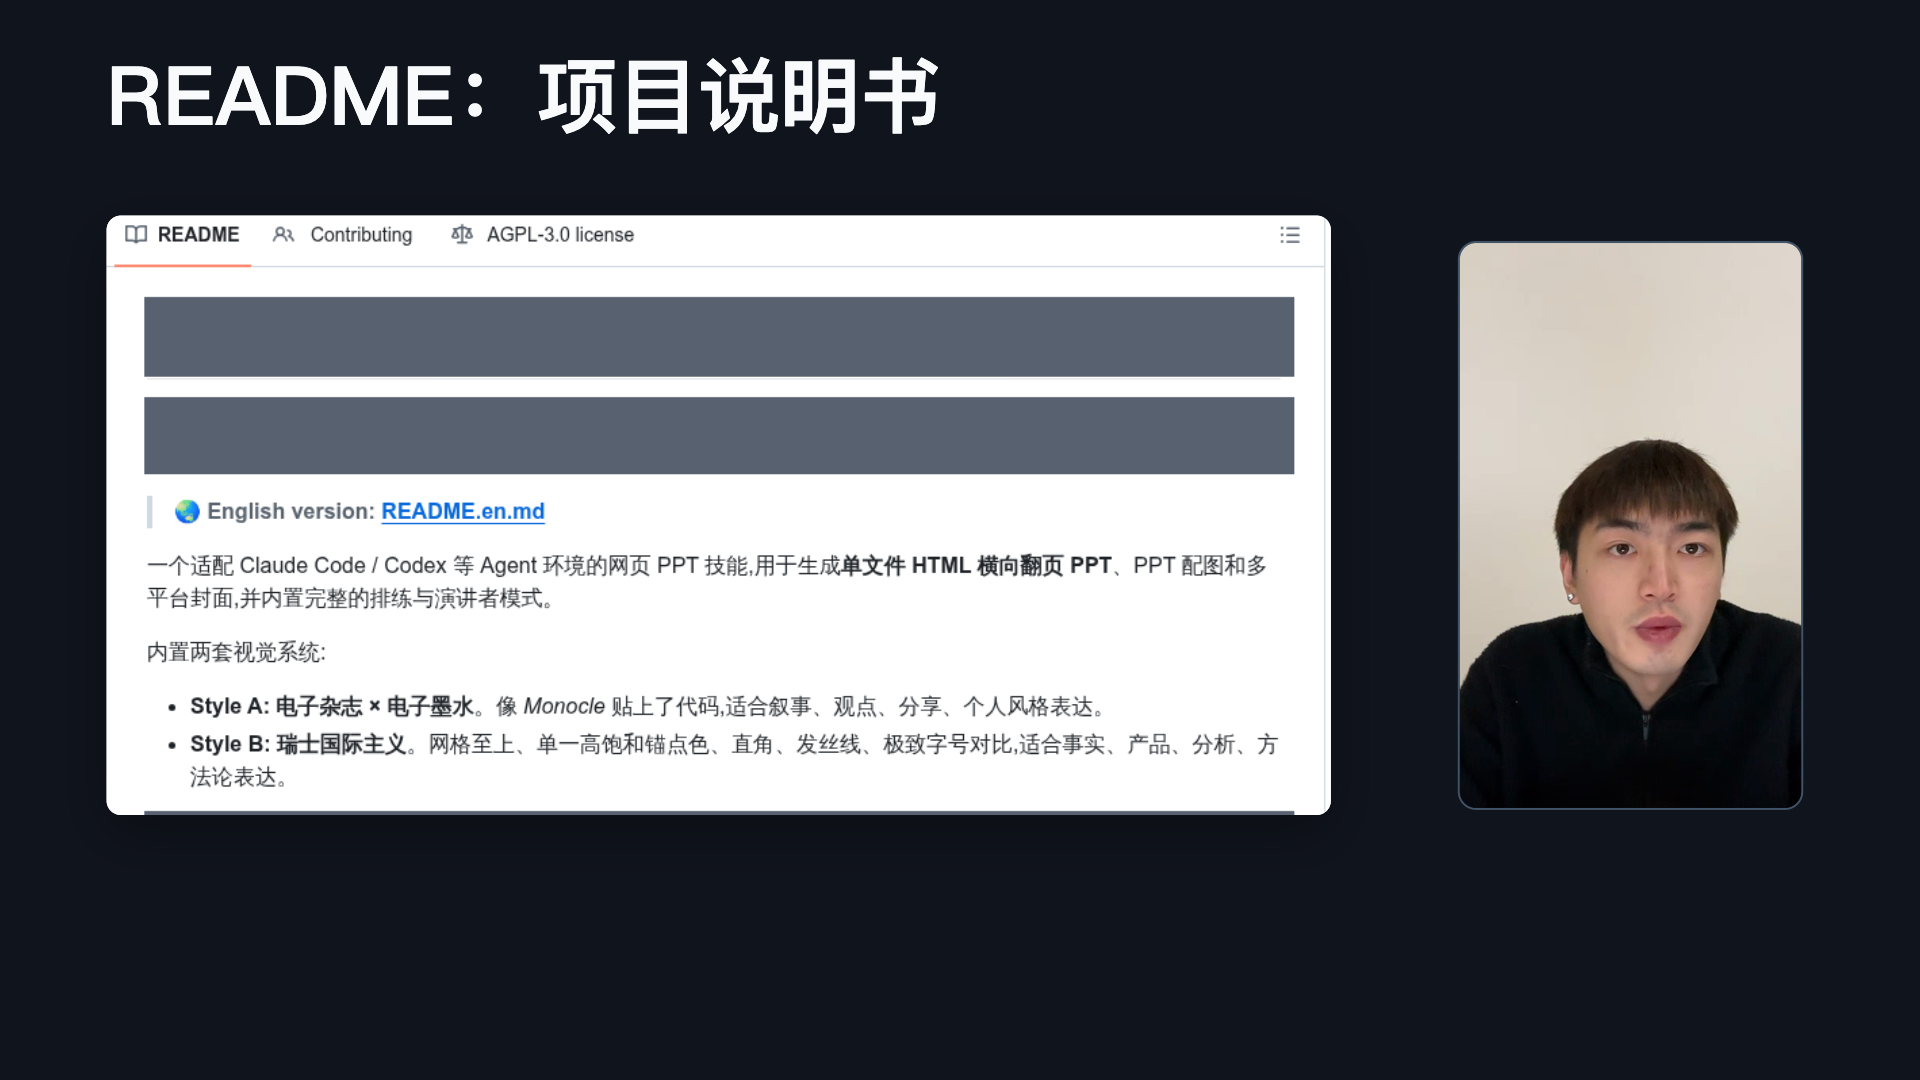 README：项目说明书
README Contributing AGPL-3.0 license
English version: README.en.md
一个适配 Claude Code / Codex 等 Agent 环境的网页 PPT 技能,用于生成单文件 HTML 横向翻页 PPT、PPT 配图和多
平台封面,并内置完整的排练与演讲者模式。
内置两套视觉系统:
Style A: 电子杂志 × 电子墨水。像 Monocle 贴上了代码,适合叙事、观点、分享、个人风格表达。
Style B: 瑞士国际主义。网格至上、单一高饱和锚点色、直角、发丝线、极致字号对比,适合事实、产品、分析、方
法论表达。